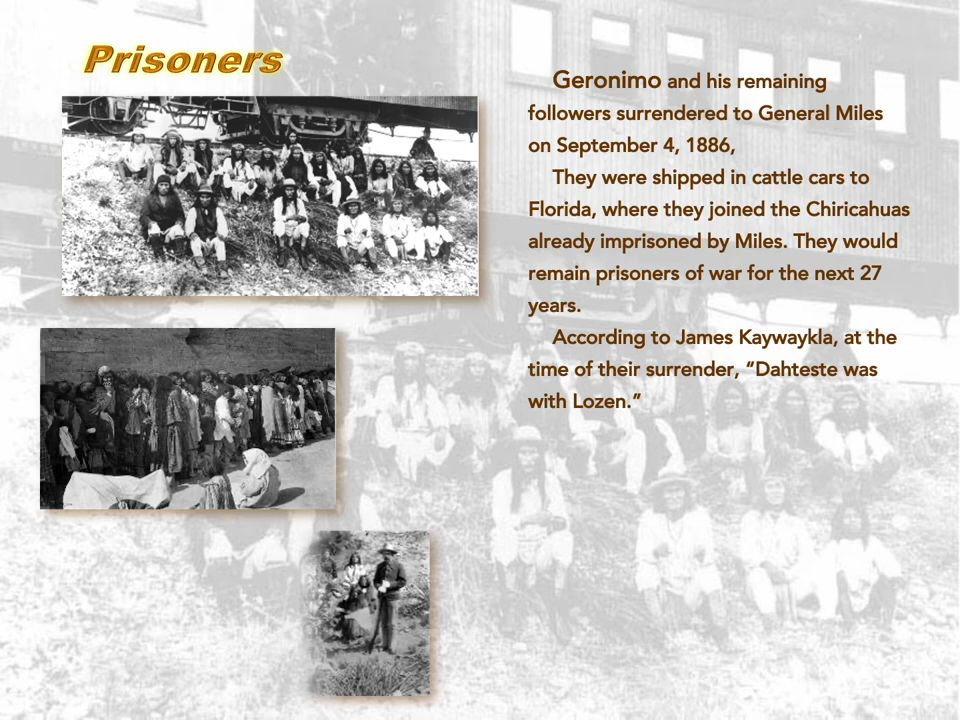 Prisoners
Geronimo and his remaining
followers surrendered to General Miles
on September 4, 1886,
They were shipped in cattle cars to
Florida, where they joined the Chiricahuas
already imprisoned by Miles. They would
remain prisoners of war for the next 27
years.
According to James Kaywaykla, at the
time of their surrender, “Dahteste was
with Lozen.”